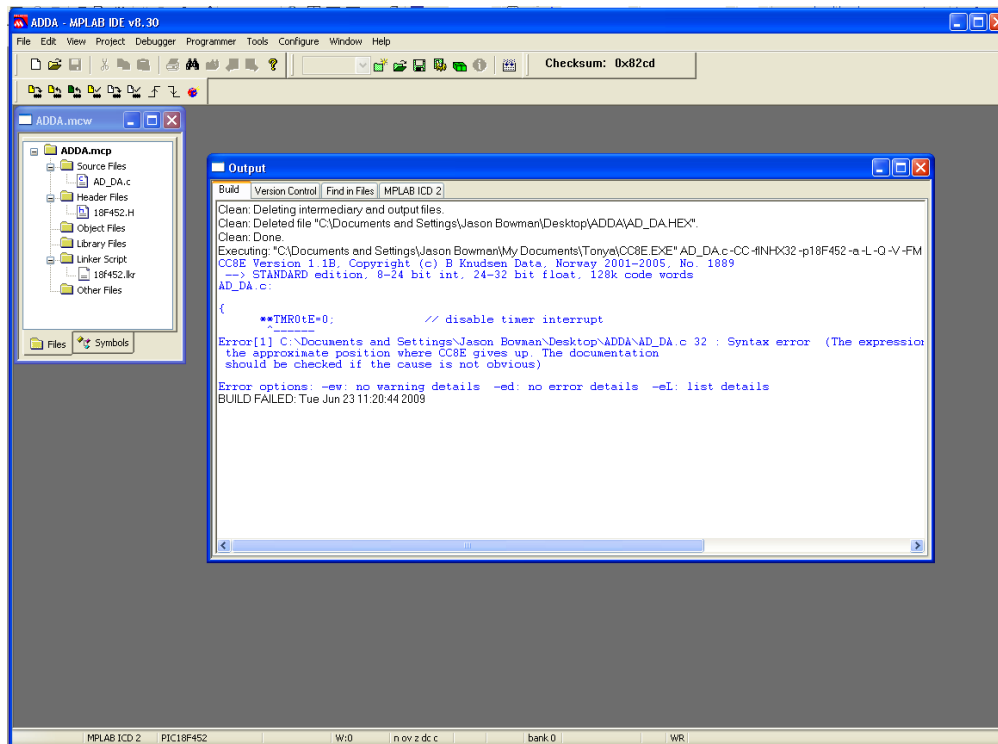 ADDA - MPLAB IDE v8.30
File Edit View Project Debugger Programmer Tools Configure Window Help
Checksum: 0x82cd
ADDA.mcw
ADDA.mcp
Source Files
AD_DA.c
Header Files
18F452.H
Object Files
Library Files
Linker Script
18f452.lkr
Other Files
Files
Symbols
Output
Build
Version Control
Find in Files
MPLAB ICD 2
Clean: Deleting intermediary and output files.
Clean: Deleted file "C:\Documents and Settings\Jason Bowman\Desktop\ADDA\AD_DA.HEX".
Clean: Done.
Executing: "C:\Documents and Settings\Jason Bowman\My Documents\Tonya\CC8E.EXE" AD_DA.c -CC -fINHX32 -p18F452 -a -L -Q -V -FM
CC8E Version 1.1B, Copyright (c) B Knudsen Data, Norway 2001-2005, No. 1889
--> STANDARD edition, 8-24 bit int, 24-32 bit float, 128k code words
AD_DA.c:
{
**TMR0tE=0; // disable timer interrupt
^------
Error[1] C:\Documents and Settings\Jason Bowman\Desktop\ADDA\AD_DA.c 32 : Syntax error (The expression
the approximate position where CC8E gives up. The documentation
should be checked if the cause is not obvious)
Error options: -ew: no warning details -ed: no error details -eL: list details
BUILD FAILED: Tue Jun 23 11:20:44 2009
MPLAB ICD 2
PIC18F452
W:0
n ov z dc c
bank 0
WR